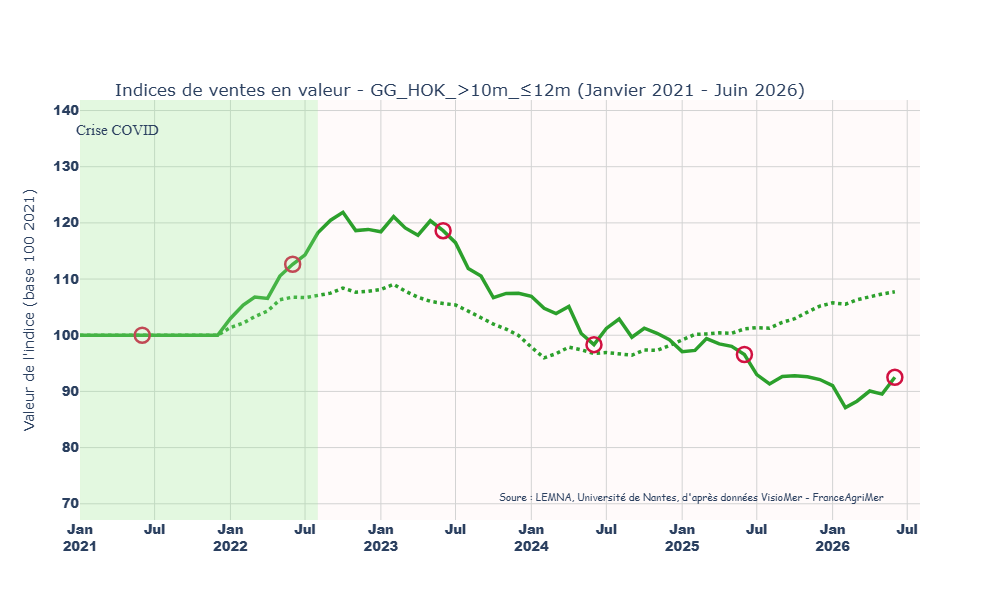 Indices de ventes en valeur - GG_HOK_>10m_≤12m (Janvier 2021 - Juin 2026)
Crise COVID
Valeur de l'Indice (base 100 2021)
140
130
120
110
100
90
80
70
Soure : LEMNA, Université de Nantes, d'après données VisioMer - FranceAgriMer
Jan Jul Jan Jul Jan Jul Jan Jul Jan Jul Jan Jul
2021 2022 2023 2024 2025 2026